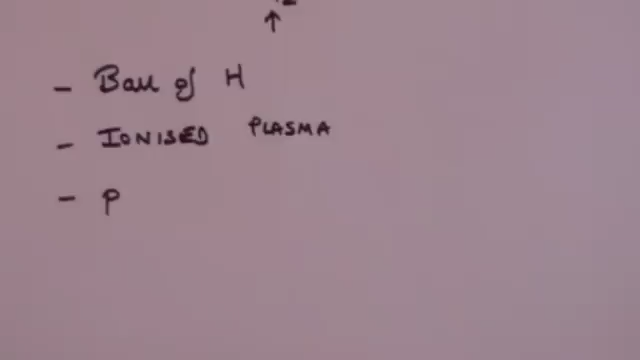 ↑
- Ball of H
- IONISED PLASMA
- P